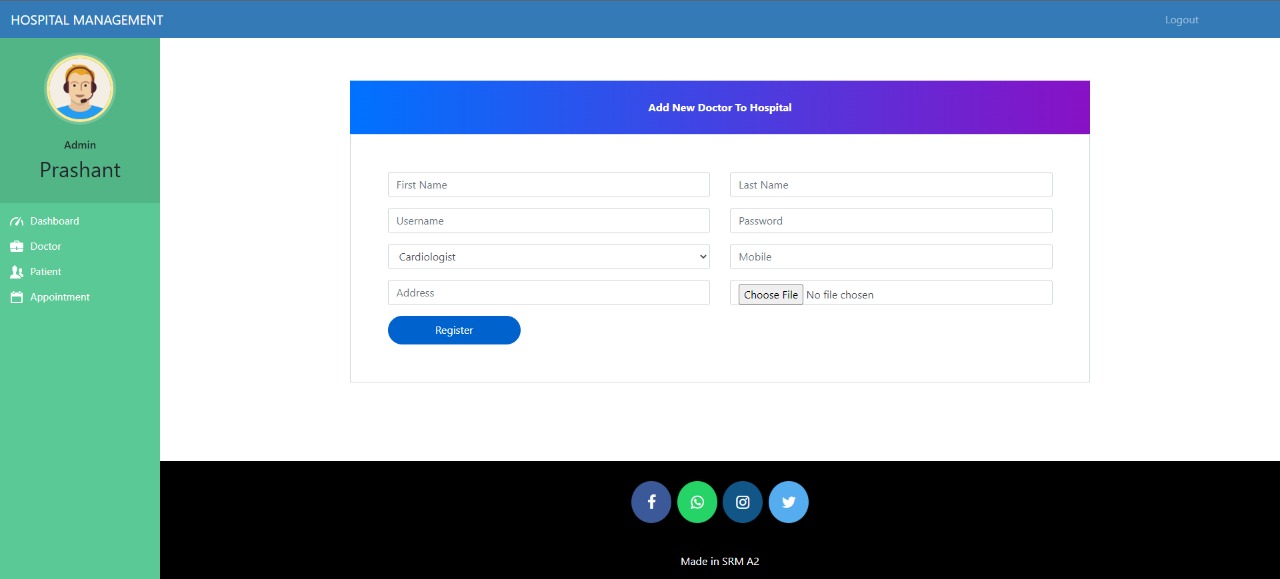 HOSPITAL MANAGEMENT
Logout
Admin
Prashant
Dashboard
Doctor
Patient
Appointment
Add New Doctor To Hospital
First Name
Last Name
Username
Password
Cardiologist
Mobile
Address
Choose File No file chosen
Register
Made in SRM A2